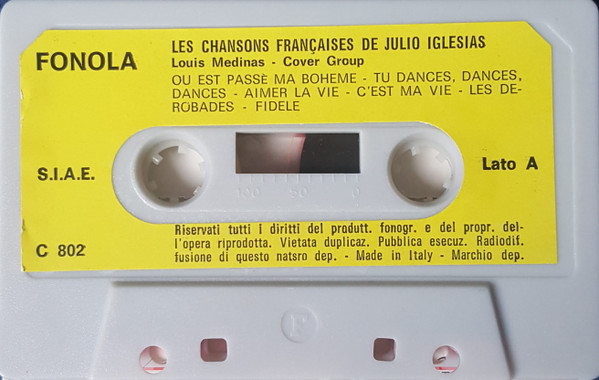 FONOLA
LES CHANSONS FRANÇAISES DE JULIO IGLESIAS
Louis Medinas - Cover Group
OU EST PASSÈ MA BOHEME - TU DANCES, DANCES,
DANCES - AIMER LA VIE - C'EST MA VIE - LES DE-
ROBADES - FIDELE
S.I.A.E.
Lato A
100 50 0
C 802
Riservati tutti i diritti del produtt. fonogr. e del propr. del-
l'opera riprodotta. Vietata duplicaz. Pubblica esecuz. Radiodif.
fusione di questo natsro dep. - Made in Italy - Marchio dep.
F